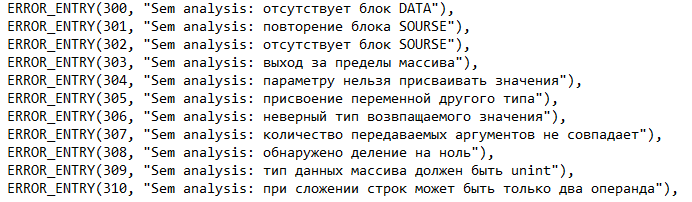 ERROR_ENTRY(300, "Sem analysis: отсутствует блок DATA"),
ERROR_ENTRY(301, "Sem analysis: повторение блока SOURSE"),
ERROR_ENTRY(302, "Sem analysis: отсутствует блок SOURSE"),
ERROR_ENTRY(303, "Sem analysis: выход за пределы массива"),
ERROR_ENTRY(304, "Sem analysis: параметру нельзя присваивать значения"),
ERROR_ENTRY(305, "Sem analysis: присвоение переменной другого типа"),
ERROR_ENTRY(306, "Sem analysis: неверный тип возвпащаемого значения"),
ERROR_ENTRY(307, "Sem analysis: количество передаваемых аргументов не совпадает"),
ERROR_ENTRY(308, "Sem analysis: обнаружено деление на ноль"),
ERROR_ENTRY(309, "Sem analysis: тип данных массива должен быть unint"),
ERROR_ENTRY(310, "Sem analysis: при сложении строк может быть только два операнда"),